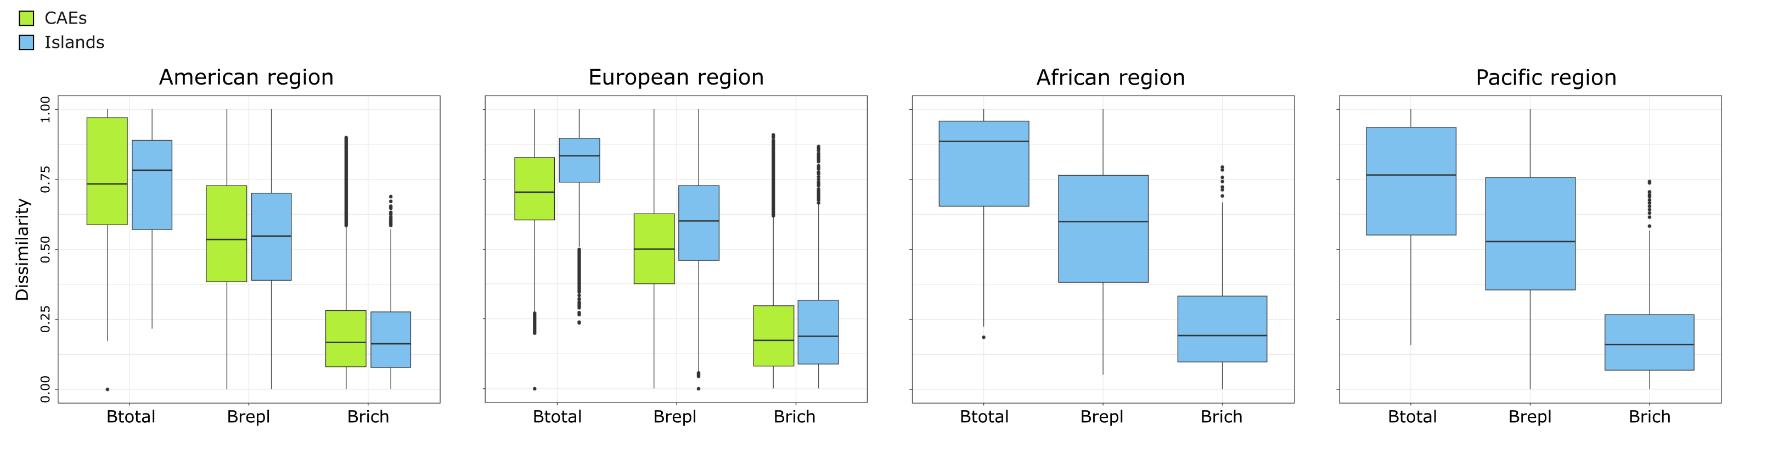 CAEs
Islands
American region
European region
African region
Pacific region
Dissimilarity
1.00
0.75
0.50
0.25
0.00
Btotal Brepl Brich
Btotal Brepl Brich
Btotal Brepl Brich
Btotal Brepl Brich